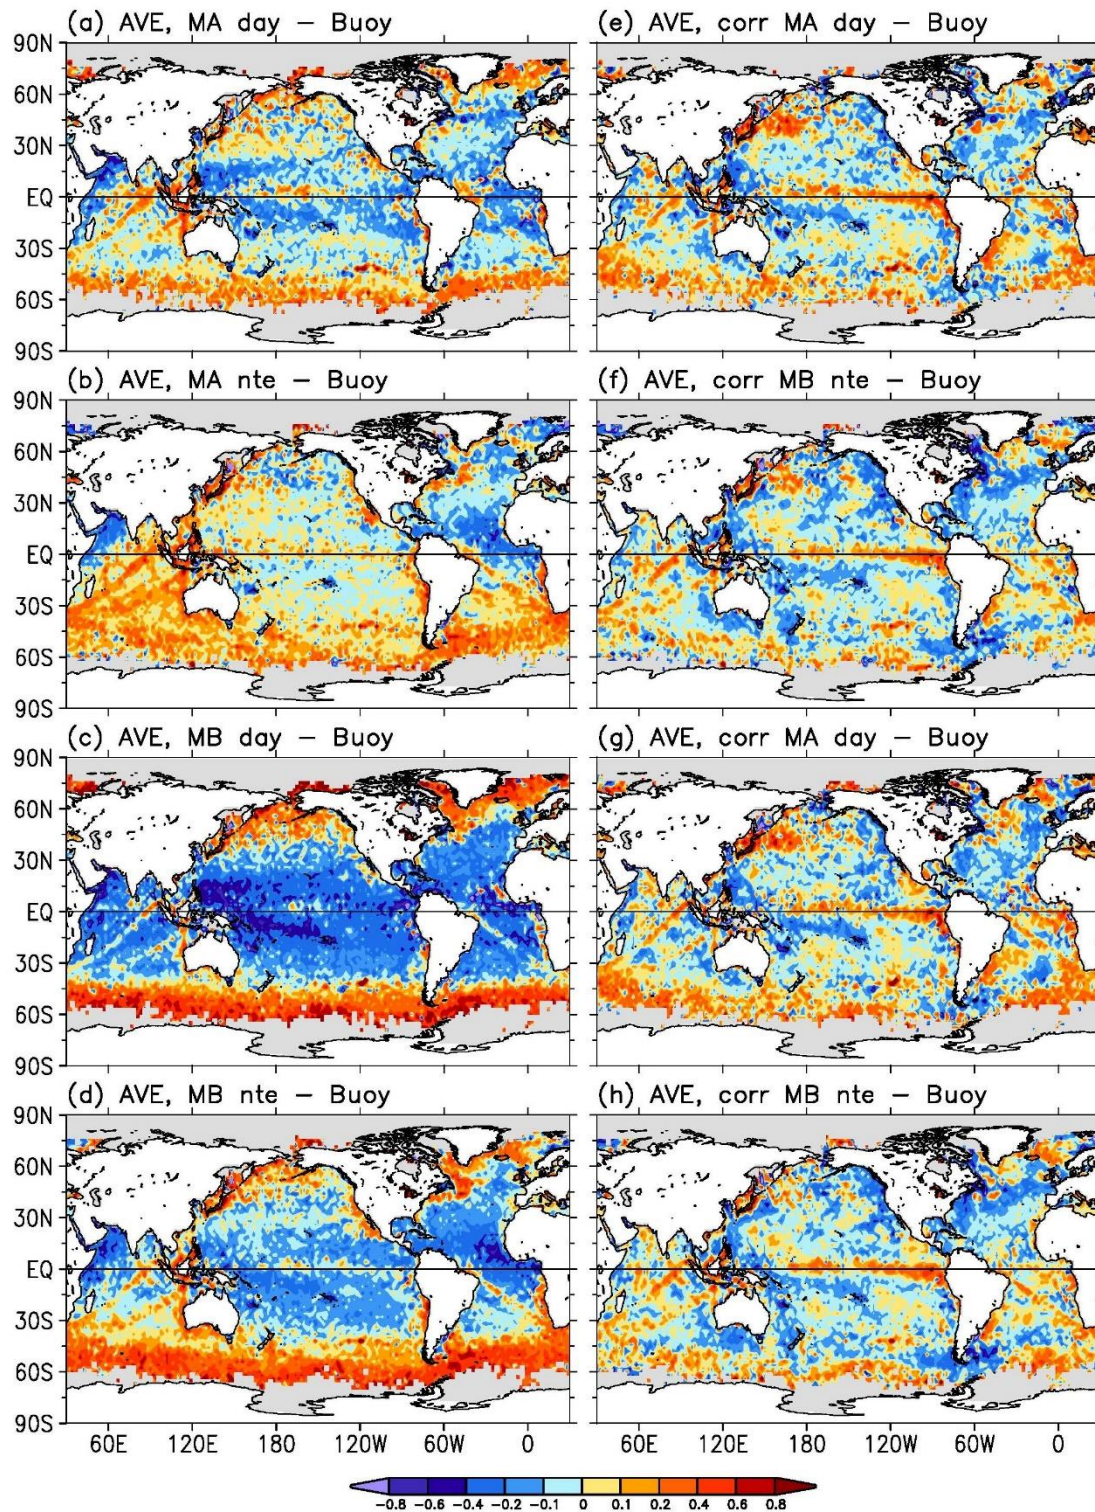 (a) AVE, MA day – Buoy
(e) AVE, corr MA day – Buoy
90N
60N
30N
EQ
30S
60S
90S
(b) AVE, MA nte – Buoy
(f) AVE, corr MB nte – Buoy
90N
60N
30N
EQ
30S
60S
90S
(c) AVE, MB day – Buoy
(g) AVE, corr MA day – Buoy
90N
60N
30N
EQ
30S
60S
90S
(d) AVE, MB nte – Buoy
(h) AVE, corr MB nte – Buoy
90N
60N
30N
EQ
30S
60S
90S
60E 120E 180 120W 60W 0 60E 120E 180 120W 60W 0
-0.8 -0.6 -0.4 -0.2 -0.1 0 0.1 0.2 0.4 0.6 0.8